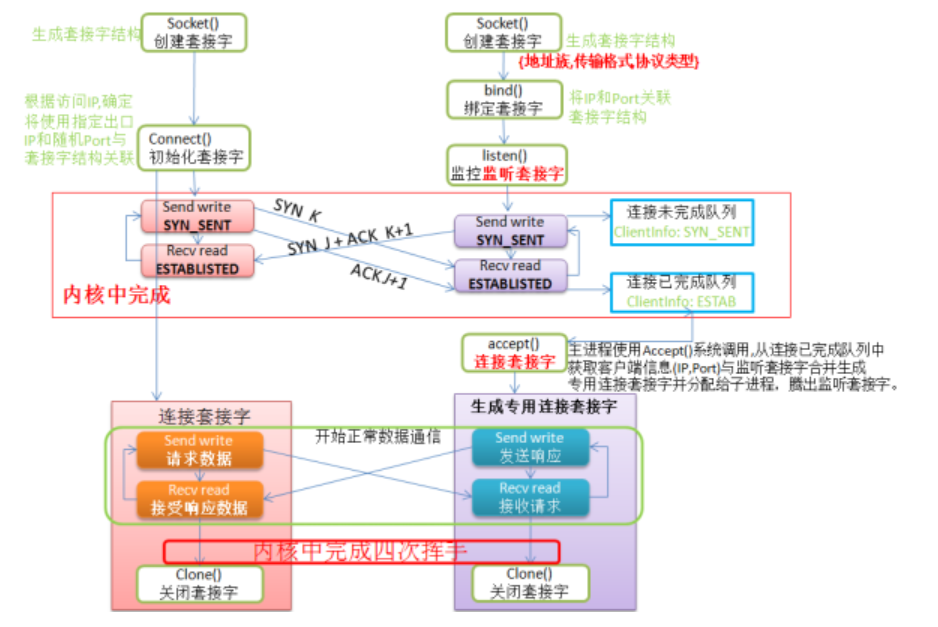 Socket()
创建套接字
生成套接字结构
Socket()
创建套接字
生成套接字结构
{地址族,传输格式,协议类型}
bind()
绑定套接字
将IP和Port关联
套接字结构
根据访问IP,确定
将使用指定出口
IP和随机Port与
套接字结构关联
Connect()
初始化套接字
listen()
监控监听套接字
Send write
SYN_SENT
Recv read
ESTABLISTED
SYN K
SYN J + ACK K+1
ACKJ+1
Send write
SYN_SENT
Recv read
ESTABLISTED
连接未完成队列
ClientInfo: SYN_SENT
连接已完成队列
ClientInfo: ESTAB
内核中完成
accept()
连接套接字
主进程使用Accept()系统调用,从连接已完成队列中
获取客户端信息(IP,Port)与监听套接字合并生成
专用连接套接字并分配给子进程，腾出监听套接字。
连接套接字
生成专用连接套接字
Send write
请求数据
Recv read
接受响应数据
开始正常数据通信
Send write
发送响应
Recv read
接收请求
内核中完成四次挥手
Clone()
关闭套接字
Clone()
关闭套接字